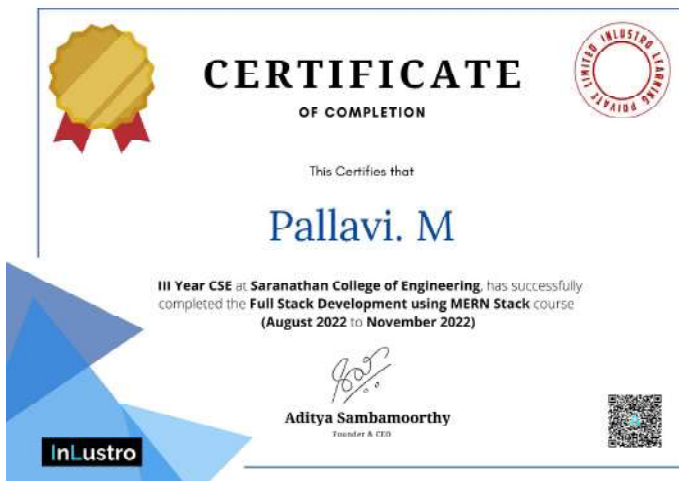 CERTIFICATE
OF COMPLETION
INLUSTRO LEARNING PRIVATE LIMITED
This Certifies that
Pallavi. M
III Year CSE at Saranathan College of Engineering, has successfully
completed the Full Stack Development using MERN Stack course
(August 2022 to November 2022)
Aditya Sambamoorthy
Founder & CEO
InLustro